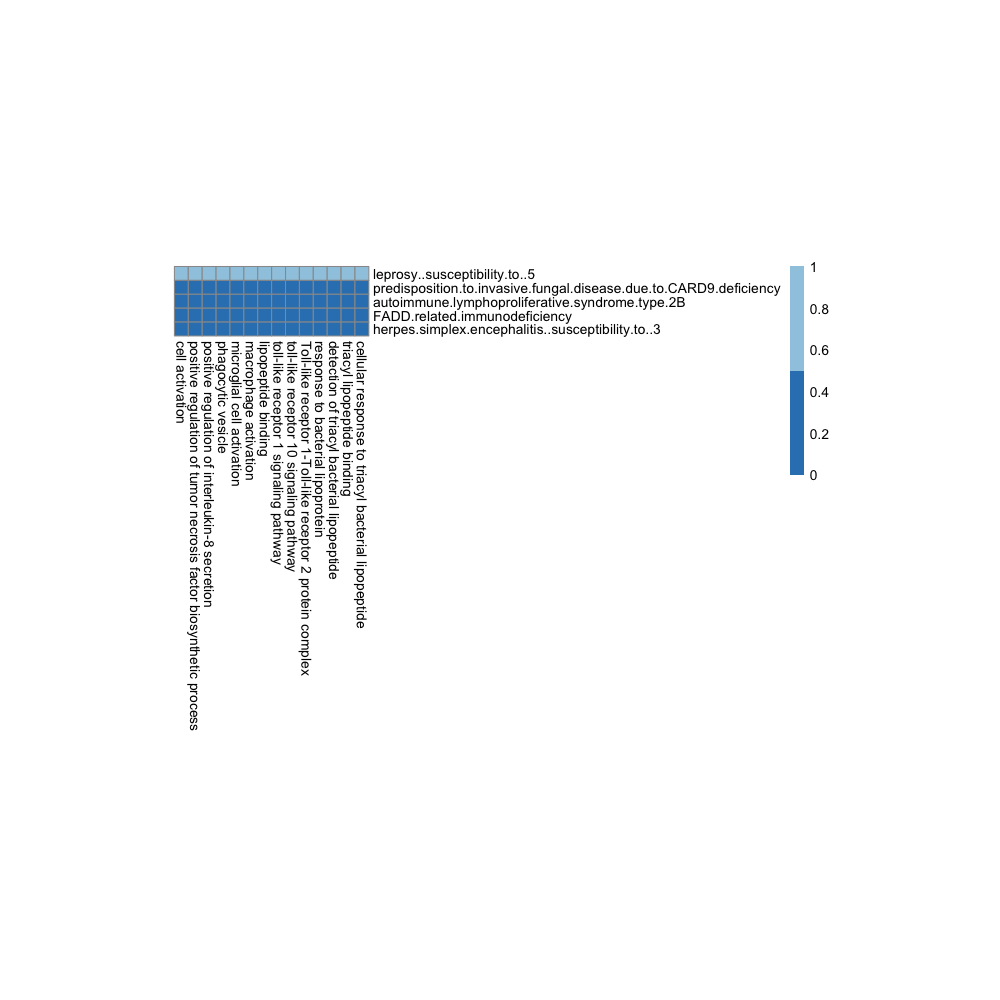 leprosy..susceptibility.to..5
predisposition.to.invasive.fungal.disease.due.to.CARD9.deficiency
autoimmune.lymphoproliferative.syndrome.type.2B
FADD.related.immunodeficiency
herpes.simplex.encephalitis..susceptibility.to..3
cell activation
positive regulation of tumor necrosis factor biosynthetic process
positive regulation of interleukin-8 secretion
phagocytic vesicle
microglial cell activation
macrophage activation
lipopeptide binding
toll-like receptor 1 signaling pathway
toll-like receptor 10 signaling pathway
Toll-like receptor 1-Toll-like receptor 2 protein complex
response to bacterial lipoprotein
detection of triacyl bacterial lipopeptide
triacyl lipopeptide binding
cellular response to triacyl bacterial lipopeptide
1
0.8
0.6
0.4
0.2
0